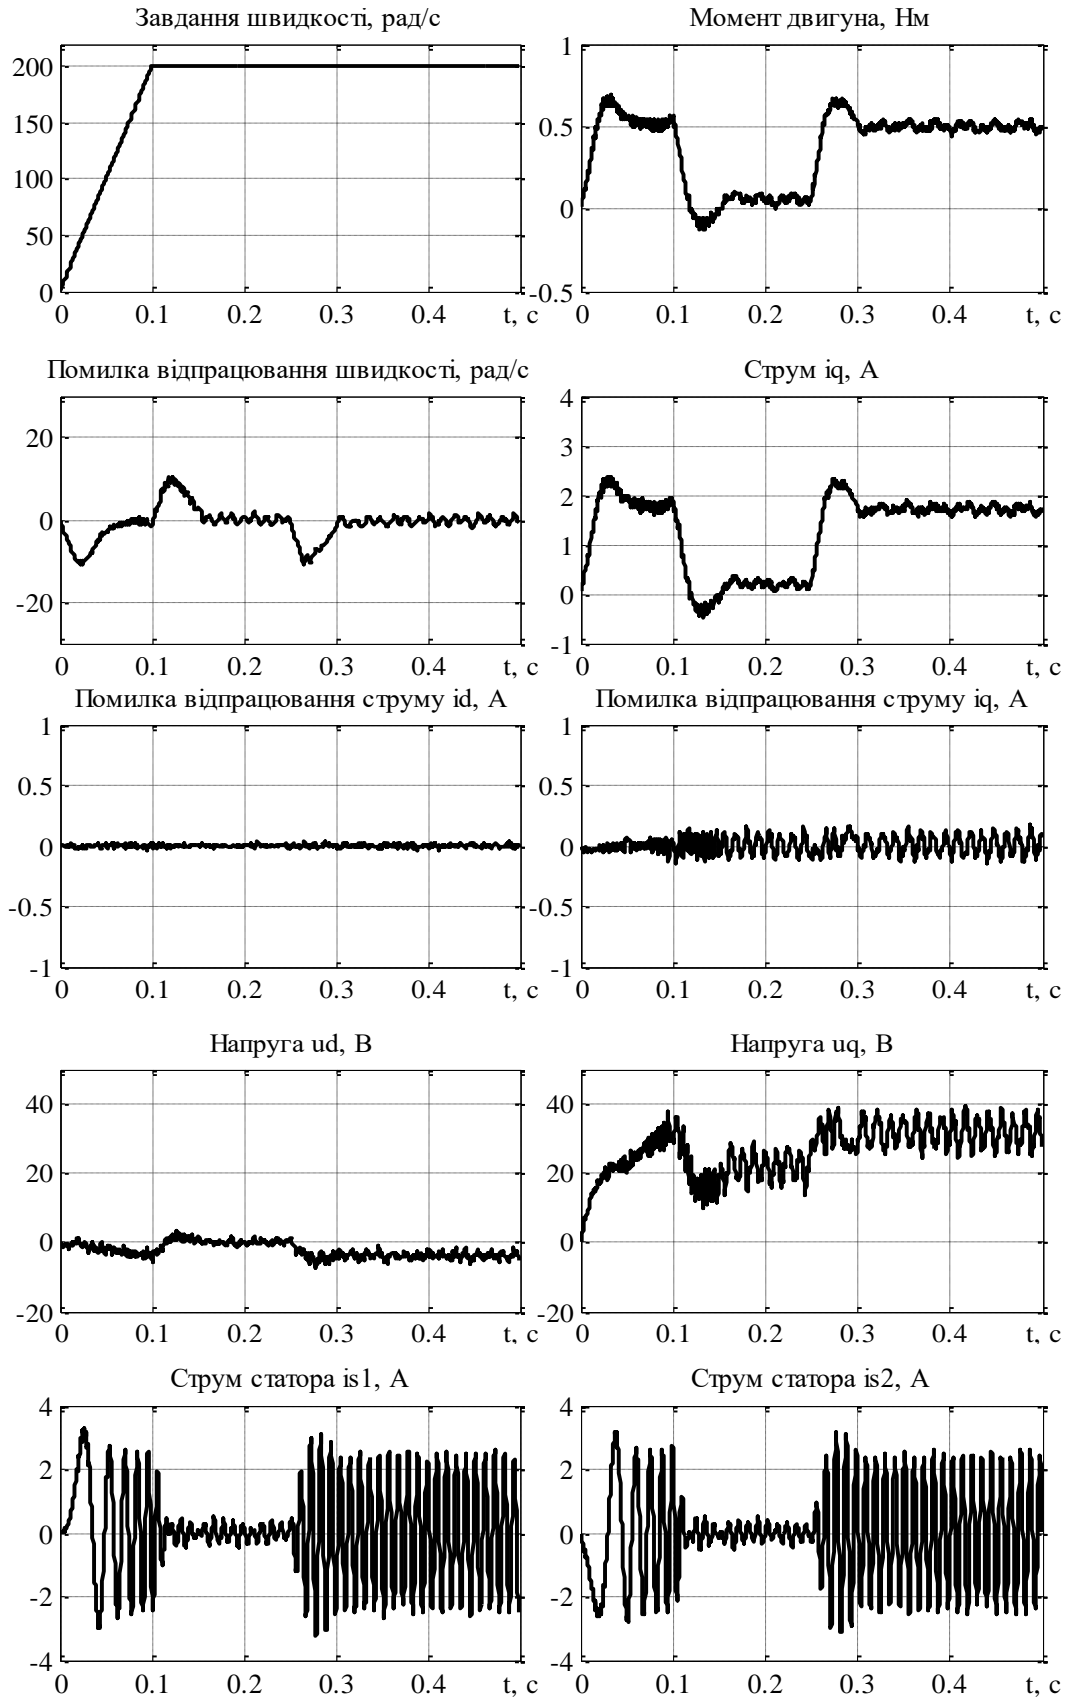 Завдання швидкості, рад/с
200
150
100
50
0
0 0.1 0.2 0.3 0.4 t, с
Момент двигуна, Нм
1
0.5
0
-0.5
0 0.1 0.2 0.3 0.4 t, с
Помилка відпрацювання швидкості, рад/с
20
0
-20
0 0.1 0.2 0.3 0.4 t, с
Струм iq, А
4
3
2
1
0
-1
0 0.1 0.2 0.3 0.4 t, с
Помилка відпрацювання струму id, А
1
0.5
0
-0.5
-1
0 0.1 0.2 0.3 0.4 t, с
Помилка відпрацювання струму iq, А
1
0.5
0
-0.5
-1
0 0.1 0.2 0.3 0.4 t, с
Напруга ud, В
40
20
0
-20
0 0.1 0.2 0.3 0.4 t, с
Напруга uq, В
40
20
0
-20
0 0.1 0.2 0.3 0.4 t, с
Струм статора is1, А
4
2
0
-2
-4
0 0.1 0.2 0.3 0.4 t, с
Струм статора is2, А
4
2
0
-2
-4
0 0.1 0.2 0.3 0.4 t, с